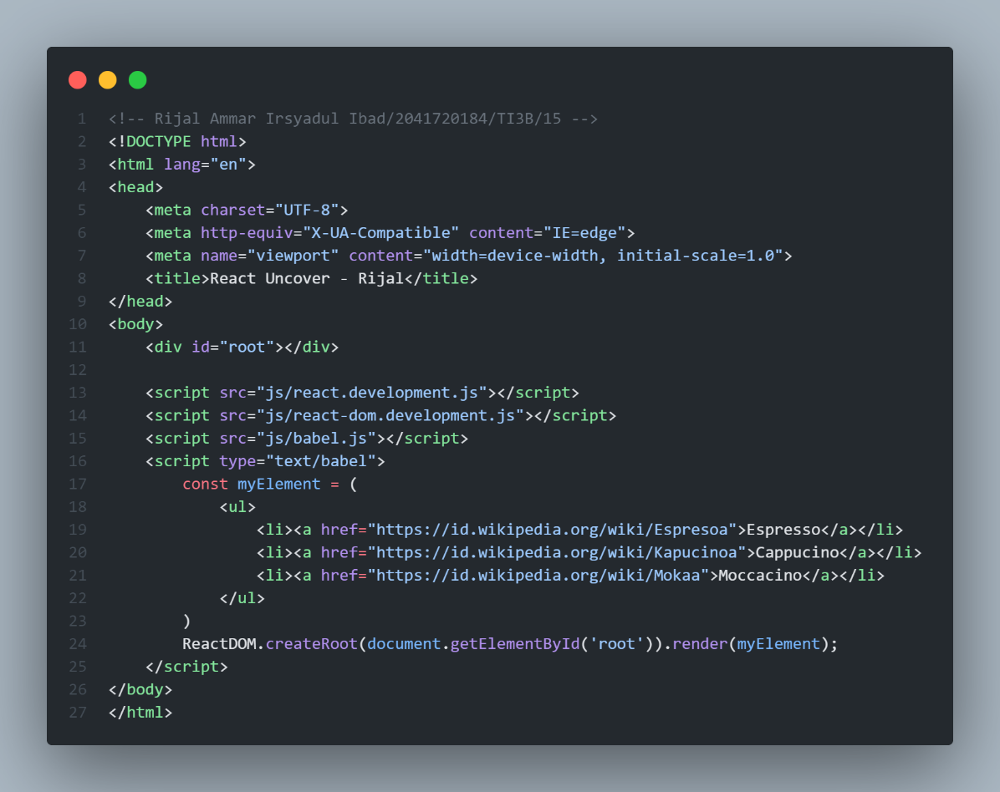 1 <!-- Rijal Ammar Irsyadul Ibad/2041720184/TI3B/15 -->
2 <!DOCTYPE html>
3 <html lang="en">
4 <head>
5     <meta charset="UTF-8">
6     <meta http-equiv="X-UA-Compatible" content="IE=edge">
7     <meta name="viewport" content="width=device-width, initial-scale=1.0">
8     <title>React Uncover - Rijal</title>
9 </head>
10 <body>
11     <div id="root"></div>
12
13     <script src="js/react.development.js"></script>
14     <script src="js/react-dom.development.js"></script>
15     <script src="js/babel.js"></script>
16     <script type="text/babel">
17         const myElement = (
18             <ul>
19                 <li><a href="https://id.wikipedia.org/wiki/Espresoa">Espresso</a></li>
20                 <li><a href="https://id.wikipedia.org/wiki/Kapucinoa">Cappucino</a></li>
21                 <li><a href="https://id.wikipedia.org/wiki/Mokaa">Moccacino</a></li>
22             </ul>
23         )
24         ReactDOM.createRoot(document.getElementById('root')).render(myElement);
25     </script>
26 </body>
27 </html>